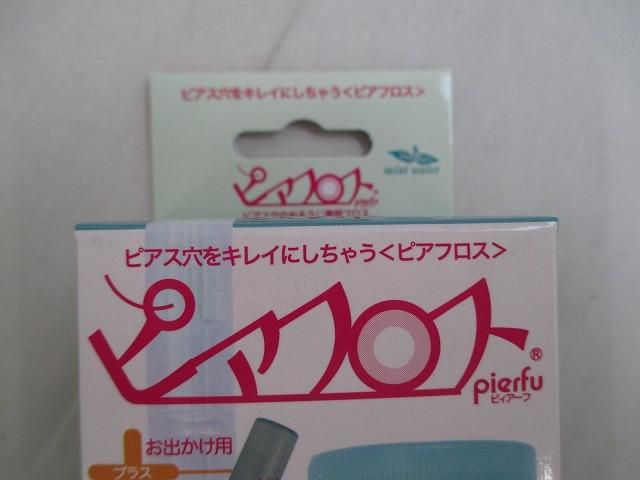 ピアス穴をキレイにしちゃう<ピアフロス>
mint water
ピアフロス
ピアス穴をキレイにしちゃう<ピアフロス>
ピアフロス®
pierfu
ピィアーフ
お出かけ用
プラス